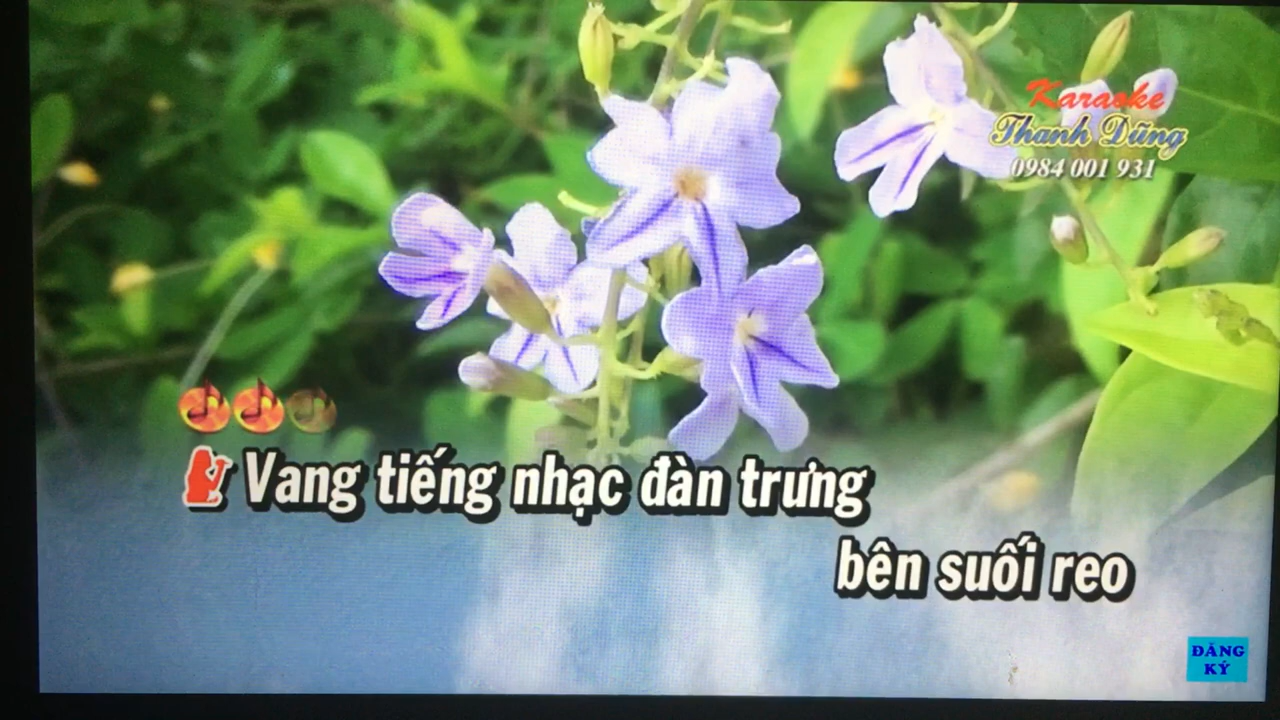 Karaoke
Thanh Dũng
0984 001 931
Vang tiếng nhạc đàn trưng
bên suối reo
ĐĂNG
KÝ